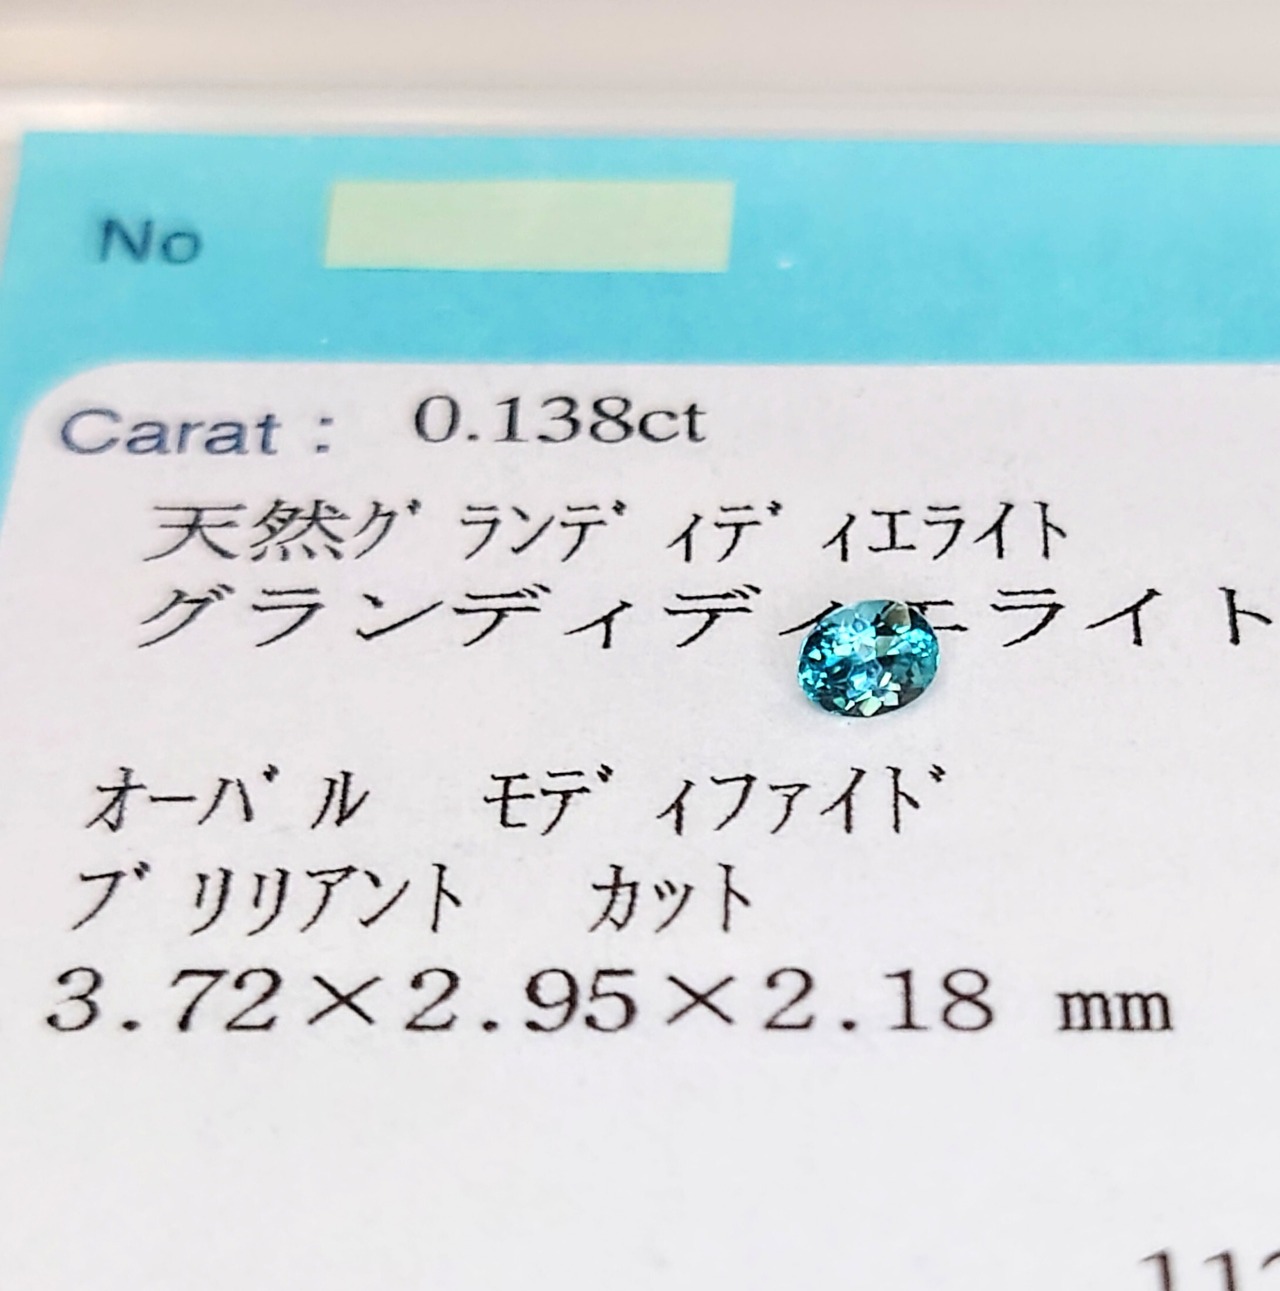 No
Carat : 0.138ct
天然グランディディエライト
グランディディエライト
オーバル モディファイド
ブリリアント カット
3.72×2.95×2.18 mm